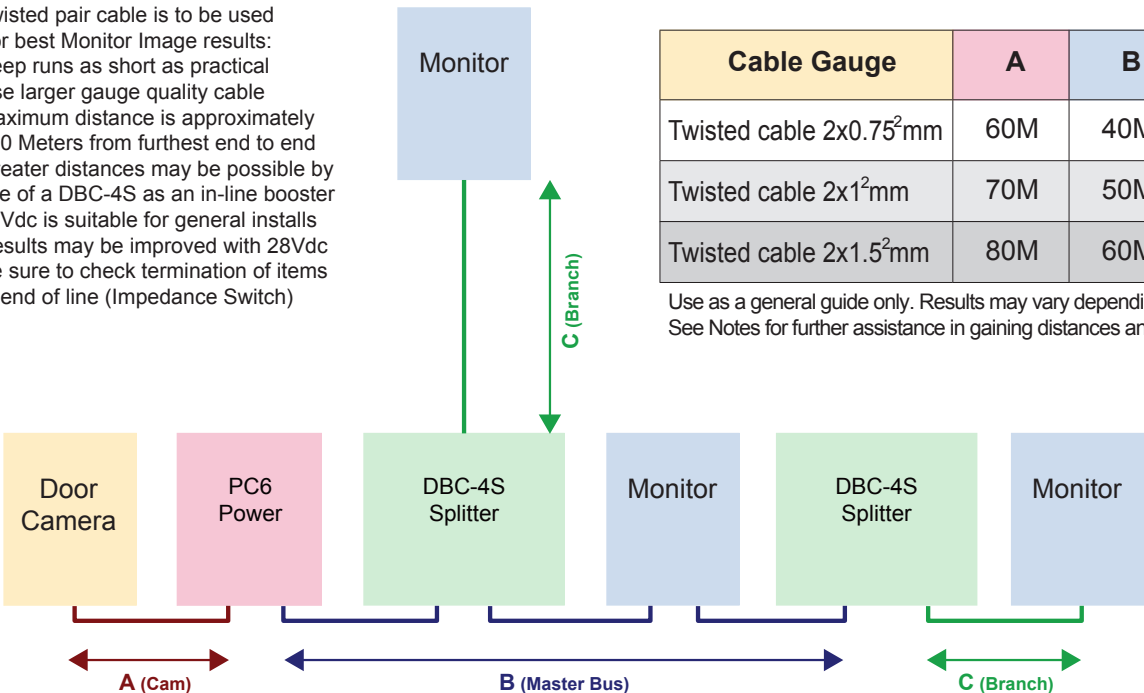 wisted pair cable is to be used
or best Monitor Image results:
eep runs as short as practical
se larger gauge quality cable
aximum distance is approximately
0 Meters from furthest end to end
reater distances may be possible by
e of a DBC-4S as an in-line booster
Vdc is suitable for general installs
esults may be improved with 28Vdc
e sure to check termination of items
end of line (Impedance Switch)
Monitor
C (Branch)
Cable Gauge A B
Twisted cable 2x0.75²mm 60M 40M
Twisted cable 2x1²mm 70M 50M
Twisted cable 2x1.5²mm 80M 60M
Use as a general guide only. Results may vary dependi
See Notes for further assistance in gaining distances an
Door
Camera
PC6
Power
DBC-4S
Splitter
Monitor
DBC-4S
Splitter
Monitor
A (Cam)
B (Master Bus)
C (Branch)